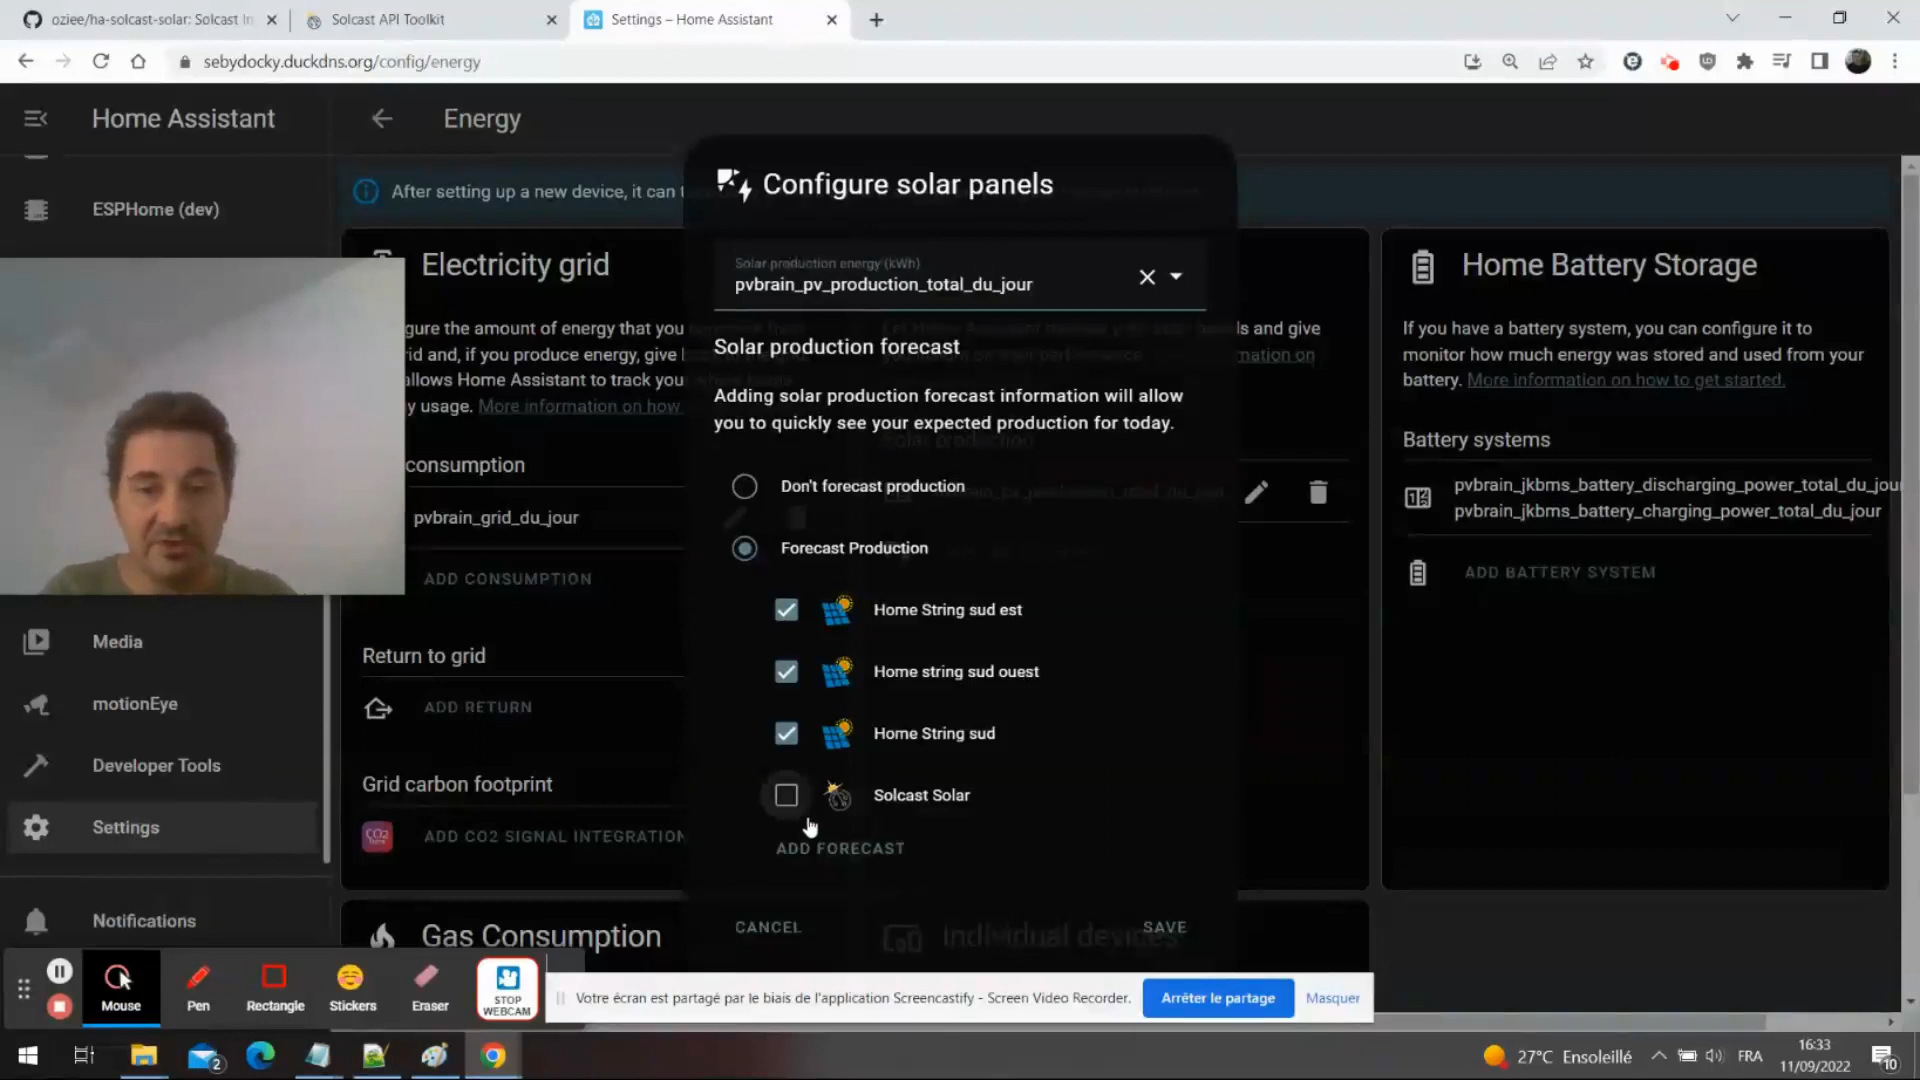 oziee/ha-solcast-solar: Solcast In
Solcast API Toolkit
Settings – Home Assistant
sebydocky.duckdns.org/config/energy
Home Assistant
Energy
ESPHome (dev)
After setting up a new device, it can t
Configure solar panels
Electricity grid
Home Battery Storage
Solar production energy (kWh)
pvbrain_pv_production_total_du_jour
gure the amount of energy that you
rid and, if you produce energy, give
allows Home Assistant to track you
y usage. More information on how
ls and give
mation on
If you have a battery system, you can configure it to
monitor how much energy was stored and used from your
battery. More information on how to get started.
Solar production forecast
Adding solar production forecast information will allow
you to quickly see your expected production for today.
Solar production
consumption
Battery systems
Don't forecast production
pvbrain_jkbms_battery_discharging_power_total_du_jou
pvbrain_jkbms_battery_charging_power_total_du_jour
pvbrain_grid_du_jour
Forecast Production
ADD CONSUMPTION
ADD BATTERY SYSTEM
Home String sud est
Media
Return to grid
Home string sud ouest
motionEye
ADD RETURN
Home String sud
Developer Tools
Grid carbon footprint
Solcast Solar
Settings
CO2
ADD CO2 SIGNAL INTEGRATION
ADD FORECAST
Notifications
Gas Consumption
CANCEL
SAVE
Individual devices
Mouse
Pen
Rectangle
Stickers
Eraser
STOP
WEBCAM
Votre écran est partagé par le biais de l'application Screencastify - Screen Video Recorder.
Arrêter le partage
Masquer
2
27°C Ensoleillé
FRA
16:33
11/09/2022
10